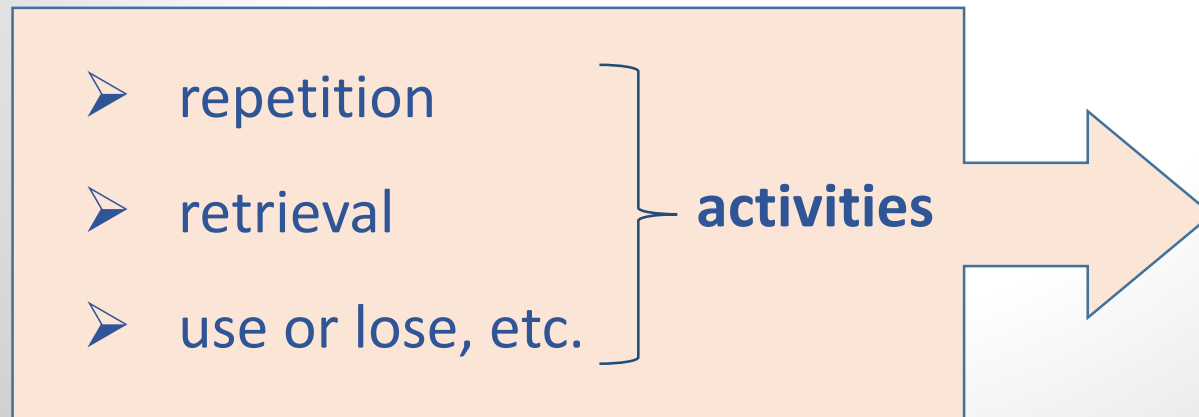 repetition
retrieval
use or lose, etc.
activities